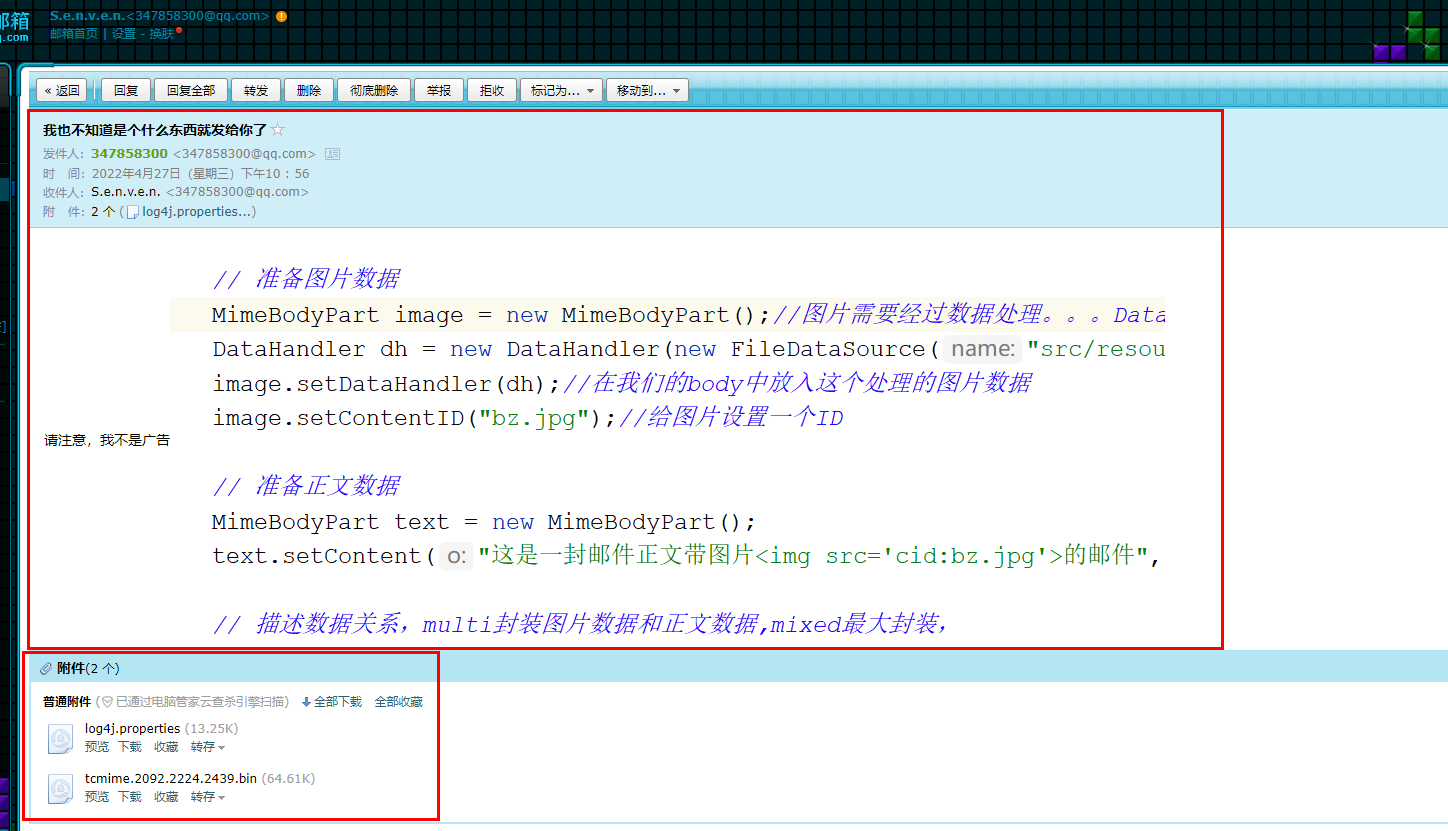 邮箱
S.e.n.v.e.n.<347858300@qq.com>
.com
邮箱首页 | 设置 - 换肤
« 返回 回复 回复全部 转发 删除 彻底删除 举报 拒收 标记为... 移动到...
我也不知道是个什么东西就发给你了
发件人: 347858300 <347858300@qq.com>
时 间: 2022年4月27日 (星期三) 下午10:56
收件人: S.e.n.v.e.n. <347858300@qq.com>
附 件: 2 个 ( log4j.properties...)
// 准备图片数据
MimeBodyPart image = new MimeBodyPart();//图片需要经过数据处理。。。Data
DataHandler dh = new DataHandler(new FileDataSource( name: "src/resou
image.setDataHandler(dh);//在我们的body中放入这个处理的图片数据
image.setContentID("bz.jpg");//给图片设置一个ID
请注意，我不是广告
// 准备正文数据
MimeBodyPart text = new MimeBodyPart();
text.setContent( o: "这是一封邮件正文带图片<img src='cid:bz.jpg'>的邮件",
// 描述数据关系，multi封装图片数据和正文数据,mixed最大封装，
附件(2 个)
普通附件 ( 已通过电脑管家云查杀引擎扫描) 全部下载 全部收藏
log4j.properties (13.25K)
预览 下载 收藏 转存
tcmime.2092.2224.2439.bin (64.61K)
预览 下载 收藏 转存